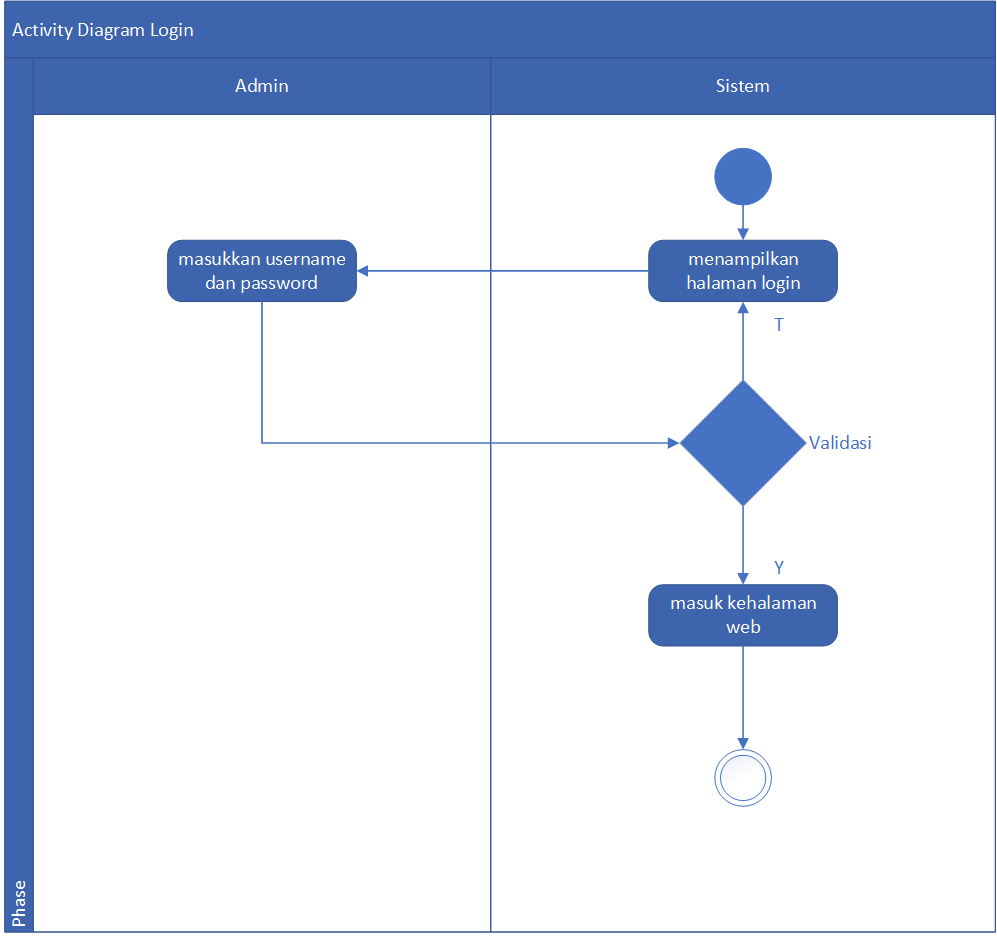 Activity Diagram Login
Admin
Sistem
masukkan username
dan password
menampilkan
halaman login
T
Validasi
Y
masuk kehalaman
web
Phase